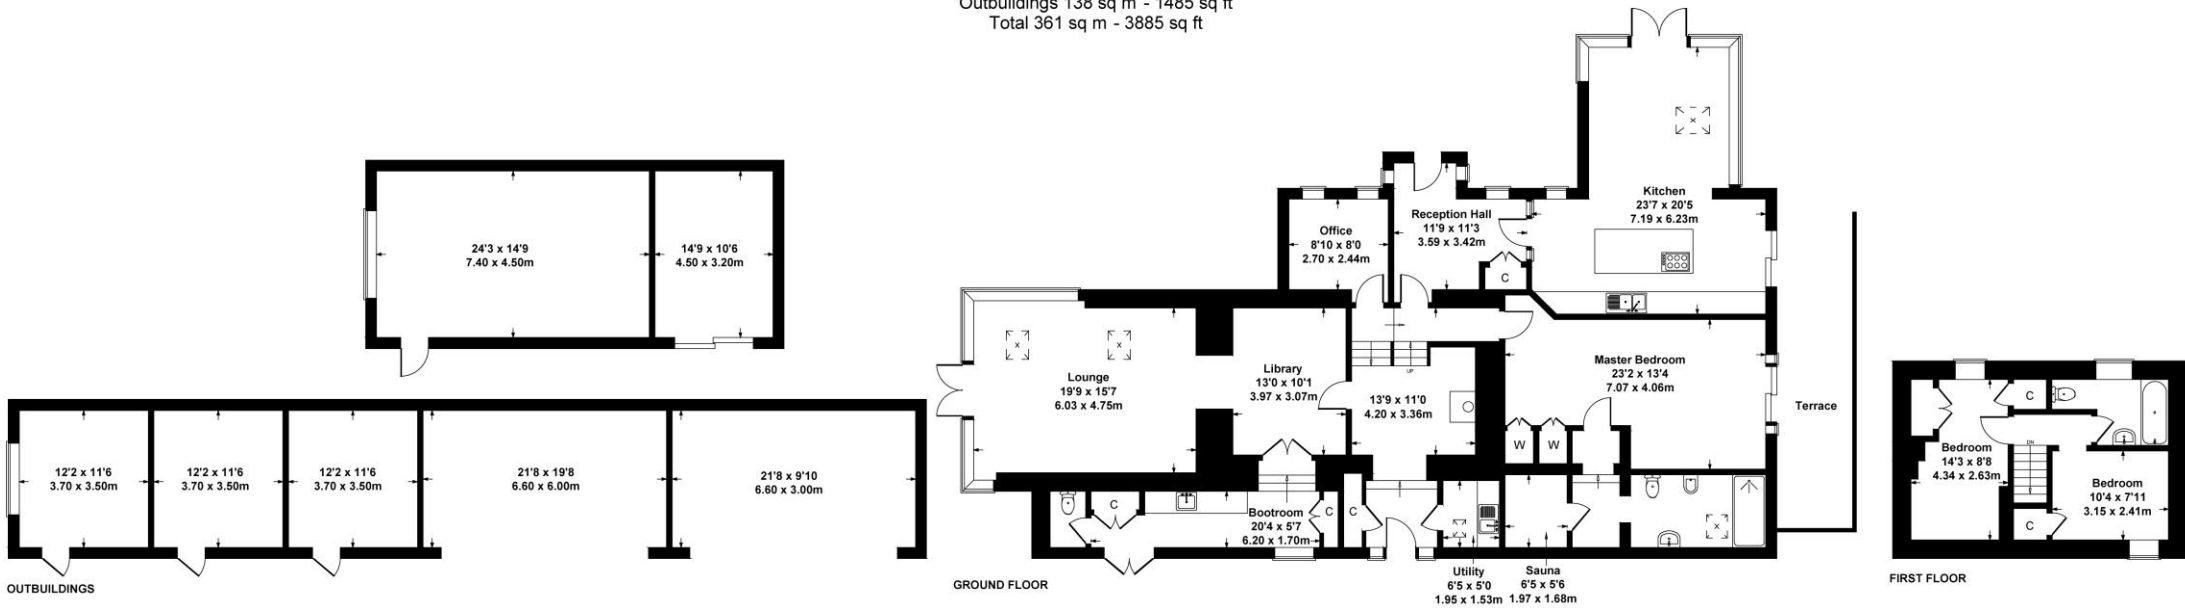 Outbuildings 138 sq m - 1485 sq ft
Total 361 sq m - 3885 sq ft
24'3 x 14'9
7.40 x 4.50m
14'9 x 10'6
4.50 x 3.20m
12'2 x 11'6
3.70 x 3.50m
12'2 x 11'6
3.70 x 3.50m
12'2 x 11'6
3.70 x 3.50m
21'8 x 19'8
6.60 x 6.00m
21'8 x 9'10
6.60 x 3.00m
OUTBUILDINGS
Kitchen
23'7 x 20'5
7.19 x 6.23m
Reception Hall
11'9 x 11'3
3.59 x 3.42m
Office
8'10 x 8'0
2.70 x 2.44m
C
Lounge
19'9 x 15'7
6.03 x 4.75m
Library
13'0 x 10'1
3.97 x 3.07m
UP
13'9 x 11'0
4.20 x 3.36m
Master Bedroom
23'2 x 13'4
7.07 x 4.06m
W
W
Terrace
C
Bootroom
20'4 x 5'7
6.20 x 1.70m
C
C
Utility
6'5 x 5'0
1.95 x 1.53m
Sauna
6'5 x 5'6
1.97 x 1.68m
GROUND FLOOR
C
DN
Bedroom
14'3 x 8'8
4.34 x 2.63m
Bedroom
10'4 x 7'11
3.15 x 2.41m
C
FIRST FLOOR